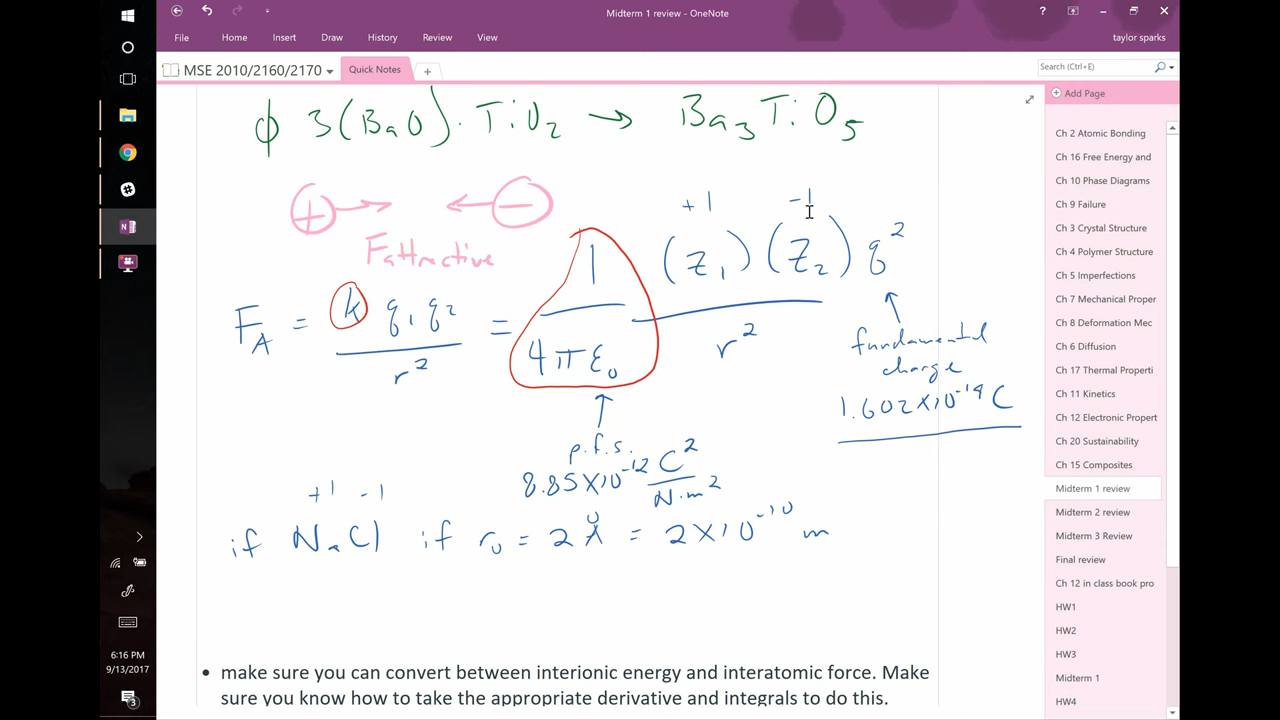 Midterm 1 review - OneNote
File Home Insert Draw History Review View
taylor sparks
MSE 2010/2160/2170
Quick Notes
Search (Ctrl+E)
ϕ 3(BaO)·TiO₂ → Ba₃TiO₅
+ → ← −
Fattractive
+1 -1
F_A = k q₁q₂ / r² = 1 / 4πε₀ (Z₁)(Z₂)q² / r²
fundamental
charge
1.602×10⁻¹⁹ C
p.f.s.
8.85×10⁻¹² C² / N·m²
+1 -1
if NaCl if r₀ = 2Å = 2×10⁻¹⁰ m
• make sure you can convert between interionic energy and interatomic force. Make
sure you know how to take the appropriate derivative and integrals to do this.
Add Page
Ch 2 Atomic Bonding
Ch 16 Free Energy and
Ch 10 Phase Diagrams
Ch 9 Failure
Ch 3 Crystal Structure
Ch 4 Polymer Structure
Ch 5 Imperfections
Ch 7 Mechanical Proper
Ch 8 Deformation Mec
Ch 6 Diffusion
Ch 17 Thermal Properti
Ch 11 Kinetics
Ch 12 Electronic Propert
Ch 20 Sustainability
Ch 15 Composites
Midterm 1 review
Midterm 2 review
Midterm 3 Review
Final review
Ch 12 in class book pro
HW1
HW2
HW3
Midterm 1
HW4
6:16 PM
9/13/2017
3